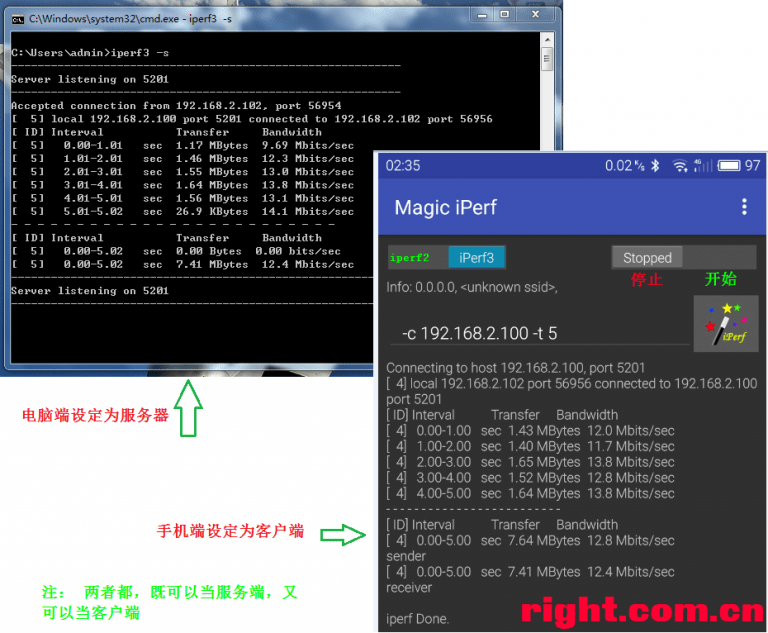 C:\Windows\system32\cmd.exe - iperf3 -s
C:\Users\admin>iperf3 -s
Server listening on 5201
Accepted connection from 192.168.2.102, port 56954
[ 5] local 192.168.2.100 port 5201 connected to 192.168.2.102 port 56956
[ ID] Interval Transfer Bandwidth
[ 5] 0.00-1.01 sec 1.17 MBytes 9.69 Mbits/sec
[ 5] 1.01-2.01 sec 1.46 MBytes 12.3 Mbits/sec
[ 5] 2.01-3.01 sec 1.55 MBytes 13.0 Mbits/sec
[ 5] 3.01-4.01 sec 1.64 MBytes 13.8 Mbits/sec
[ 5] 4.01-5.01 sec 1.56 MBytes 13.1 Mbits/sec
[ 5] 5.01-5.02 sec 26.9 KBytes 14.1 Mbits/sec
- - - - - - - - - - - - - - - - - - - - - - - - -
[ ID] Interval Transfer Bandwidth
[ 5] 0.00-5.02 sec 0.00 Bytes 0.00 bits/sec
[ 5] 0.00-5.02 sec 7.41 MBytes 12.4 Mbits/sec
Server listening on 5201
电脑端设定为服务器
手机端设定为客户端
注： 两者都，既可以当服务端，又
可以当客户端
02:35 0.02 K/s 4G 97
Magic iPerf
iperf2 iPerf3 Stopped
停止 开始
Info: 0.0.0.0, <unknown ssid>,
-c 192.168.2.100 -t 5
iPerf
Connecting to host 192.168.2.100, port 5201
[ 4] local 192.168.2.102 port 56956 connected to 192.168.2.100
port 5201
[ ID] Interval Transfer Bandwidth
[ 4] 0.00-1.00 sec 1.43 MBytes 12.0 Mbits/sec
[ 4] 1.00-2.00 sec 1.40 MBytes 11.7 Mbits/sec
[ 4] 2.00-3.00 sec 1.65 MBytes 13.8 Mbits/sec
[ 4] 3.00-4.00 sec 1.52 MBytes 12.8 Mbits/sec
[ 4] 4.00-5.00 sec 1.64 MBytes 13.8 Mbits/sec
- - - - - - - - - - - - - - - - - - - - - - - - -
[ ID] Interval Transfer Bandwidth
[ 4] 0.00-5.00 sec 7.64 MBytes 12.8 Mbits/sec
sender
[ 4] 0.00-5.00 sec 7.41 MBytes 12.4 Mbits/sec
receiver
iperf Done.
right.com.cn